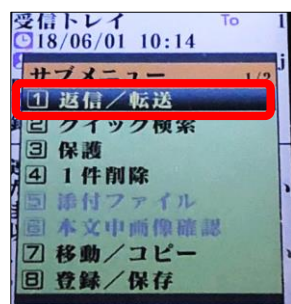 受信トレイ To 1
18/06/01 10:14
サブメニュー 1/2
1 返信／転送
2 クイック検索
3 保護
4 1件削除
5 添付ファイル
6 本文中画像確認
7 移動／コピー
8 登録／保存